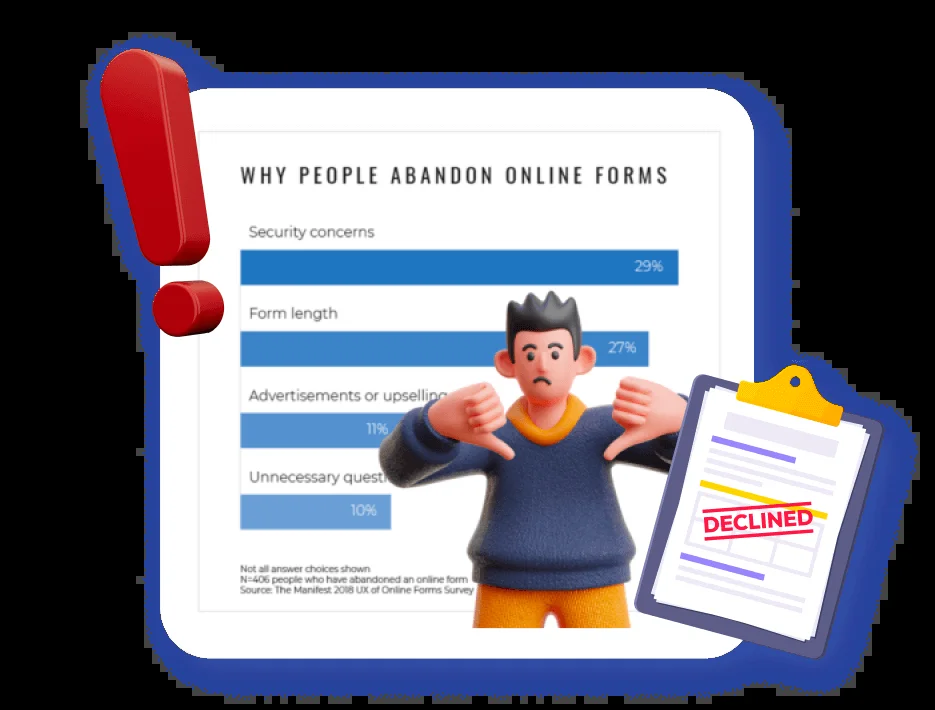 WHY PEOPLE ABANDON ONLINE FORMS
Security concerns
29%
Form length
27%
Advertisements or upselling
11%
Unnecessary
10%
Not all answer choices shown
N=406 people who have abandoned an online form
Source: The Manifest 2018 UX of Online Forms Survey
DECLINED